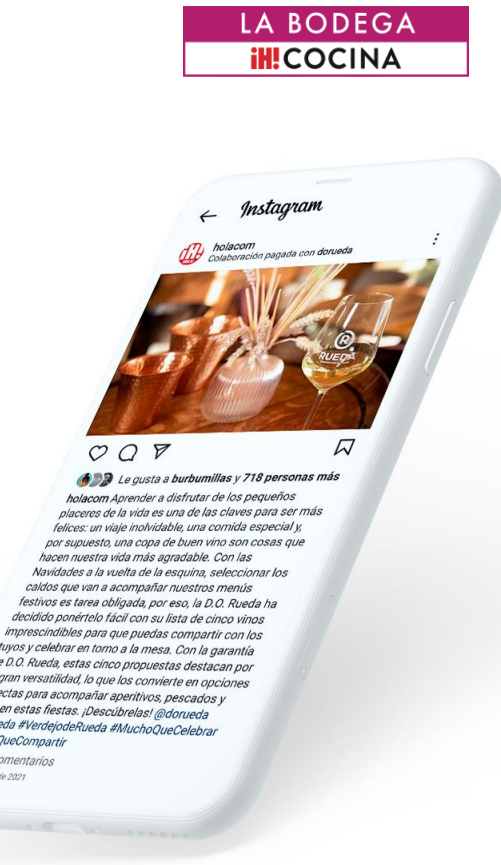 LA BODEGA
¡H! COCINA
Instagram
holacom
Colaboración pagada con dorueda
¡H!
R
RUEDA
Le gusta a burbumillas y 718 personas más
holacom Aprender a disfrutar de los pequeños
placeres de la vida es una de las claves para ser más
felices: un viaje inolvidable, una comida especial y,
por supuesto, una copa de buen vino son cosas que
hacen nuestra vida más agradable. Con las
Navidades a la vuelta de la esquina, seleccionar los
caldos que van a acompañar nuestros menús
festivos es tarea obligada, por eso, la D.O. Rueda ha
decidido ponértelo fácil con su lista de cinco vinos
imprescindibles para que puedas compartir con los
tuyos y celebrar en torno a la mesa. Con la garantía
D.O. Rueda, estas cinco propuestas destacan por
gran versatilidad, lo que los convierte en opciones
para acompañar aperitivos, pescados y
en estas fiestas. ¡Descúbrelas! @dorueda
#VerdejodeRueda #MuchoQueCelebrar
QueCompartir
de 2021